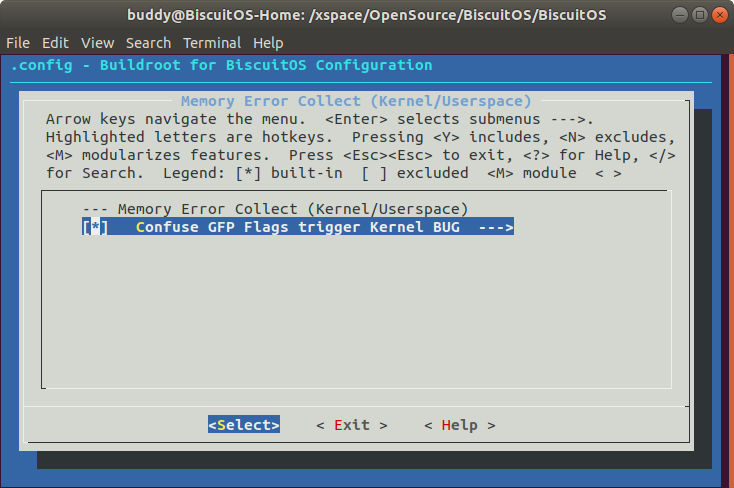 buddy@BiscuitOS-Home: /xspace/OpenSource/BiscuitOS/BiscuitOS
File Edit View Search Terminal Help
.config - Buildroot for BiscuitOS Configuration
Memory Error Collect (Kernel/Userspace)
Arrow keys navigate the menu.  <Enter> selects submenus --->.
Highlighted letters are hotkeys.  Pressing <Y> includes, <N> excludes,
<M> modularizes features.  Press <Esc><Esc> to exit, <?> for Help, </>
for Search.  Legend: [*] built-in  [ ] excluded  <M> module  < >
--- Memory Error Collect (Kernel/Userspace)
[*]   Confuse GFP Flags trigger Kernel BUG  --->
<Select>    < Exit >    < Help >